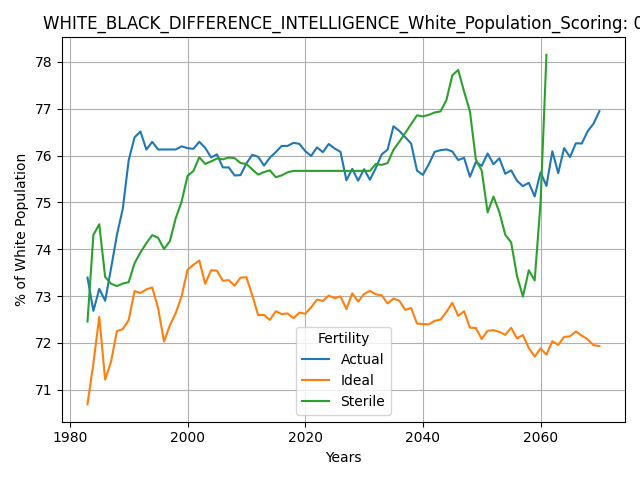 WHITE_BLACK_DIFFERENCE_INTELLIGENCE_White_Population_Scoring: 0
78
77
76
75
74
73
72
71
% of White Population
Fertility
Actual
Ideal
Sterile
1980
2000
2020
2040
2060
Years